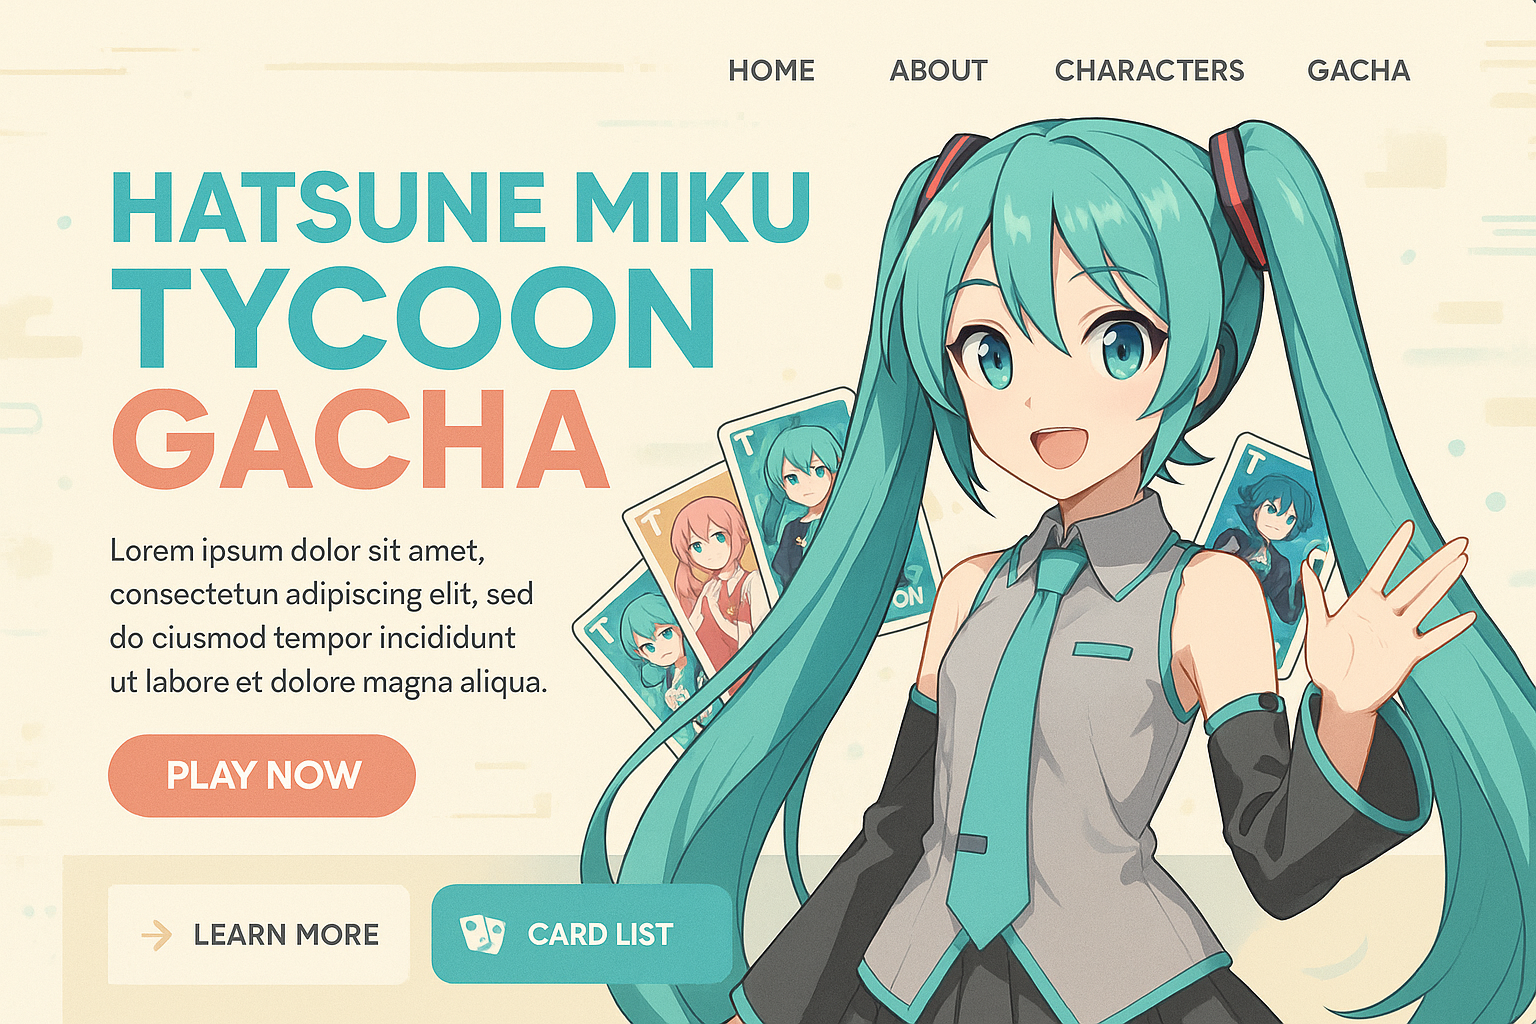 HOME ABOUT CHARACTERS GACHA
HATSUNE MIKU
TYCOON
GACHA
Lorem ipsum dolor sit amet,
consectetun adipiscing elit, sed
do ciusmod tempor incididunt
ut labore et dolore magna aliqua.
T
T
T
T
ON
PLAY NOW
LEARN MORE
CARD LIST